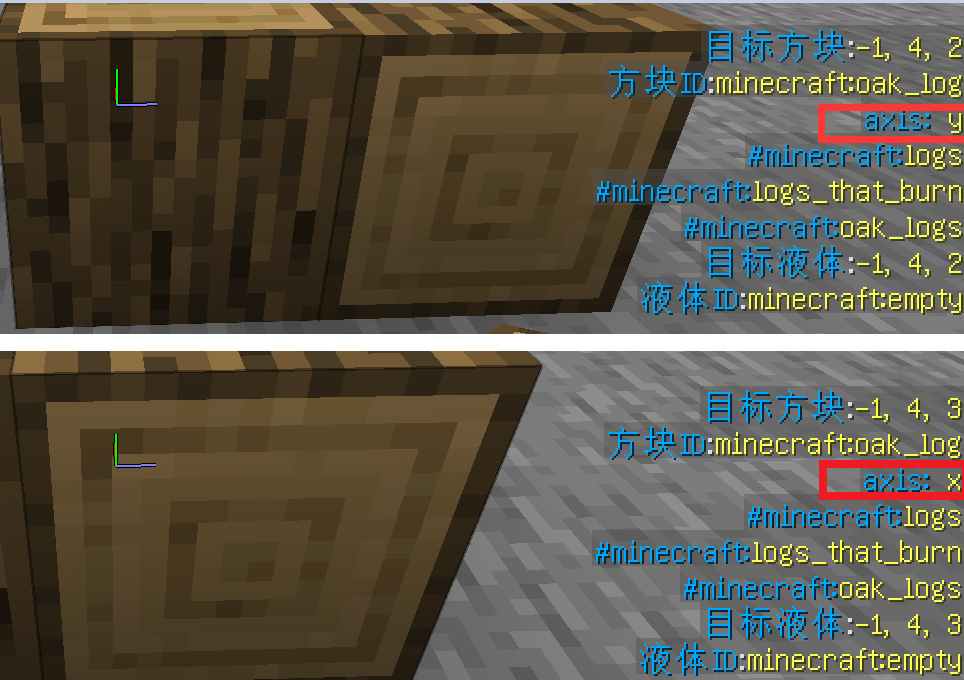 目标方块:-1, 4, 2
方块ID:minecraft:oak_log
axis: y
#minecraft:logs
#minecraft:logs_that_burn
#minecraft:oak_logs
目标液体:-1, 4, 2
液体ID:minecraft:empty
目标方块:-1, 4, 3
方块ID:minecraft:oak_log
axis: x
#minecraft:logs
#minecraft:logs_that_burn
#minecraft:oak_logs
目标液体:-1, 4, 3
液体ID:minecraft:empty